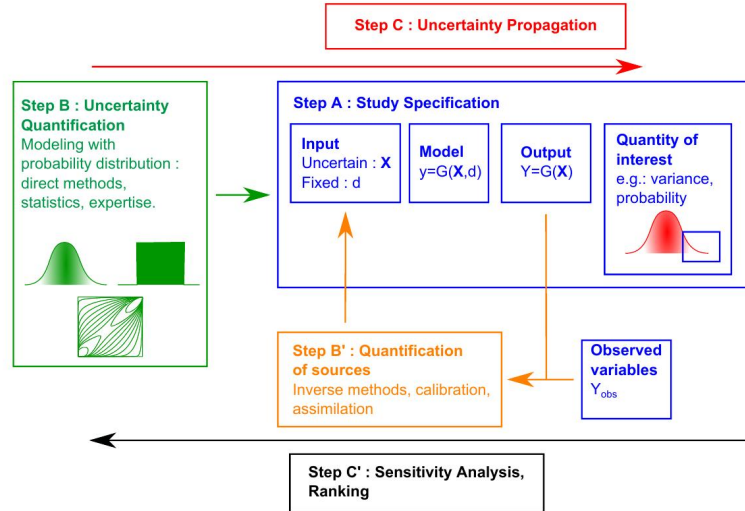 Step C : Uncertainty Propagation
Step B : Uncertainty
Quantification
Modeling with
probability distribution :
direct methods,
statistics, expertise.
Step A : Study Specification
Input
Uncertain : X
Fixed : d
Model
y=G(X,d)
Output
Y=G(X)
Quantity of
interest
e.g.: variance,
probability
Step B' : Quantification
of sources
Inverse methods, calibration,
assimilation
Observed
variables
Yobs
Step C' : Sensitivity Analysis,
Ranking